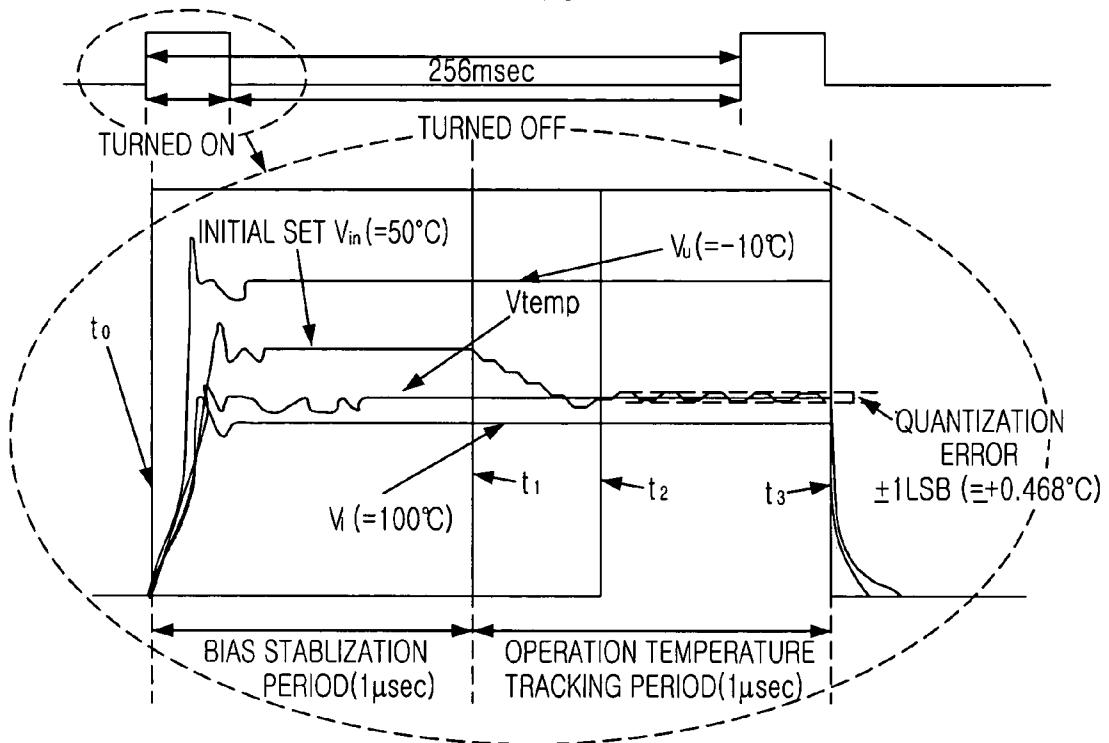 256msec
TURNED ON
TURNED OFF
INITIAL SET Vin (=50°C)
Vu (=-10℃)
Vtemp
t0
QUANTIZATION
ERROR
±1LSB (=±0.468°C)
t1
t2
t3
Vl (=100℃)
BIAS STABLIZATION
PERIOD(1μsec)
OPERATION TEMPERATURE
TRACKING PERIOD(1μsec)